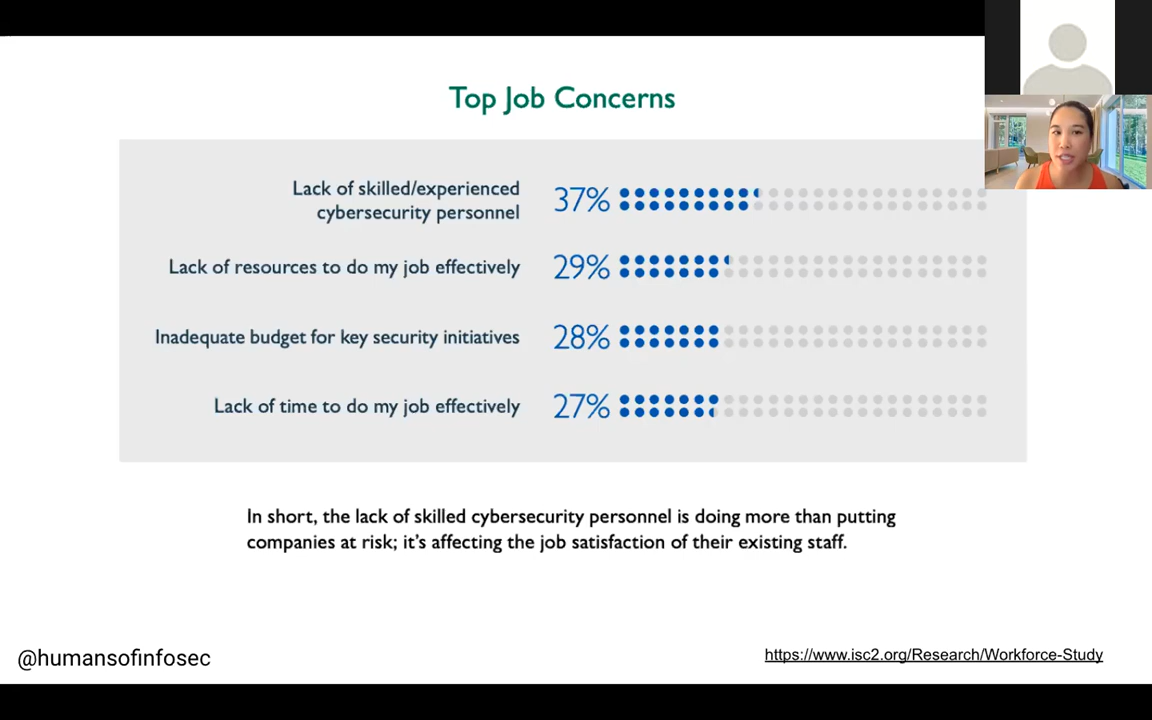 Top Job Concerns
Lack of skilled/experienced
cybersecurity personnel
37%
Lack of resources to do my job effectively
29%
Inadequate budget for key security initiatives
28%
Lack of time to do my job effectively
27%
In short, the lack of skilled cybersecurity personnel is doing more than putting
companies at risk; it’s affecting the job satisfaction of their existing staff.
@humansofinfosec
https://www.isc2.org/Research/Workforce-Study